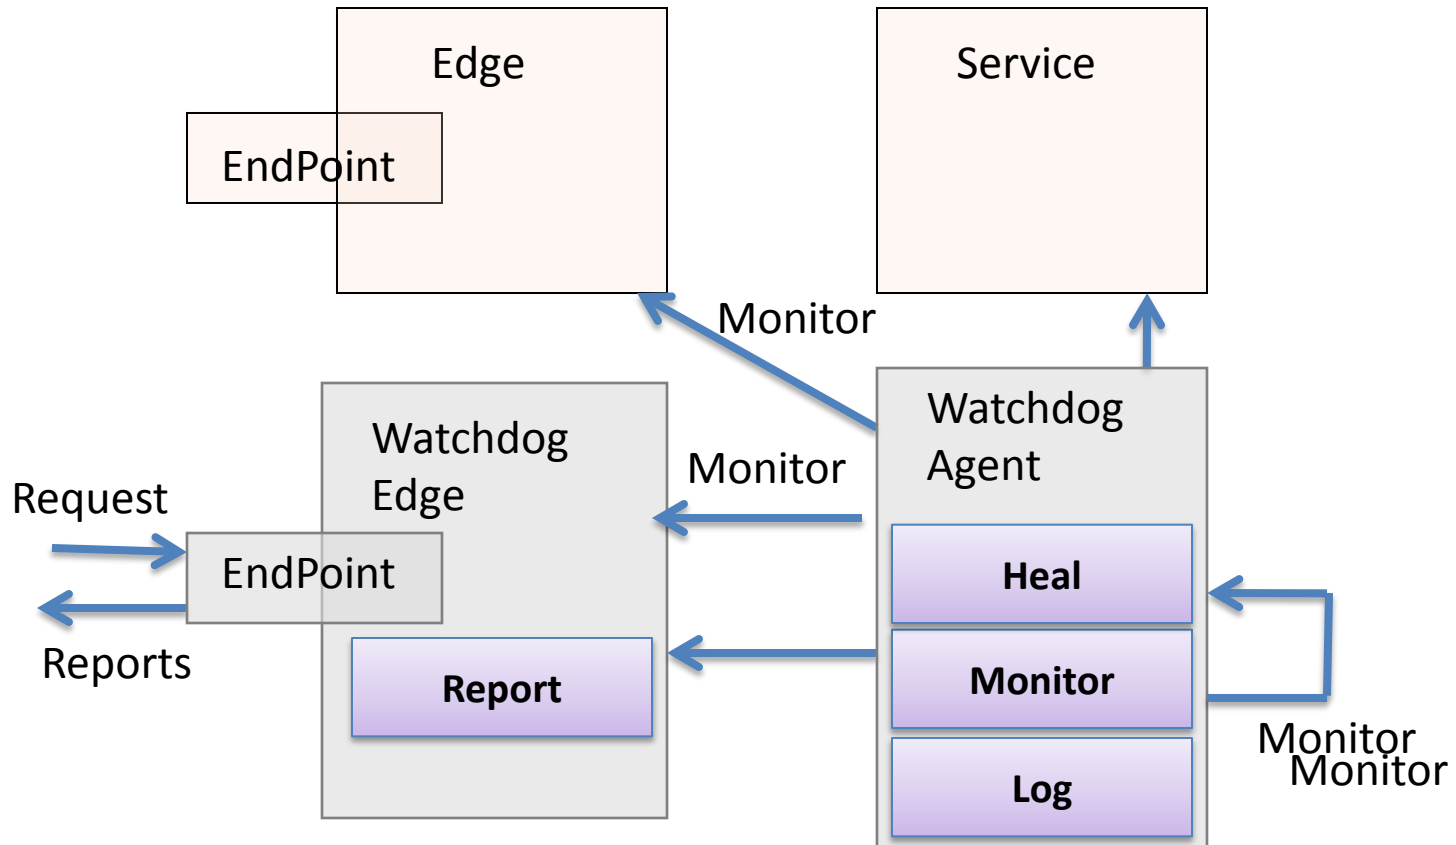 Edge
Service
EndPoint
Monitor
Watchdog
Edge
Monitor
Watchdog
Agent
Request
EndPoint
Heal
Reports
Report
Monitor
Monitor
Monitor
Log